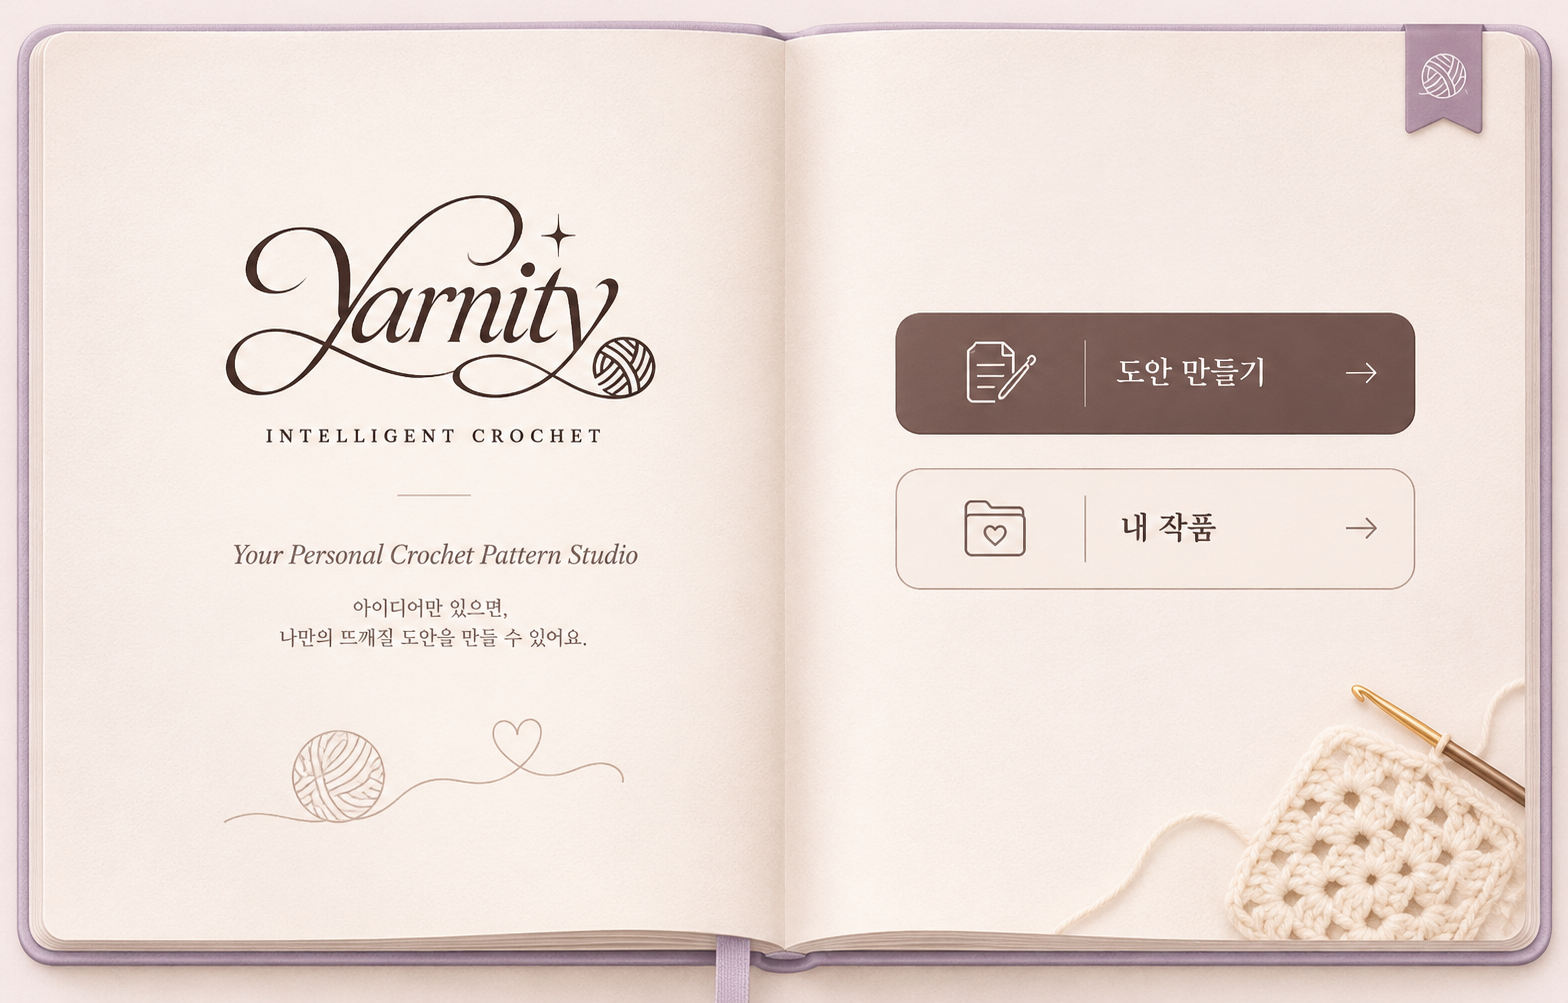 Yarnity
INTELLIGENT CROCHET
Your Personal Crochet Pattern Studio
아이디어만 있으면,
나만의 뜨개질 도안을 만들 수 있어요.
도안 만들기
내 작품